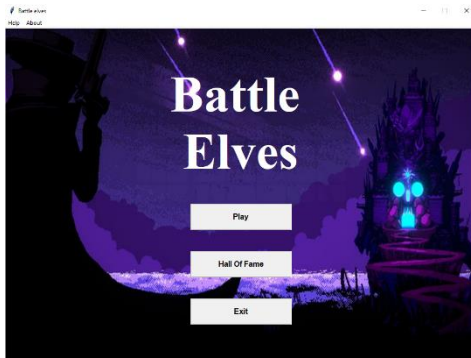 Battle elves
Help About
Battle
Elves
Play
Hall Of Fame
Exit